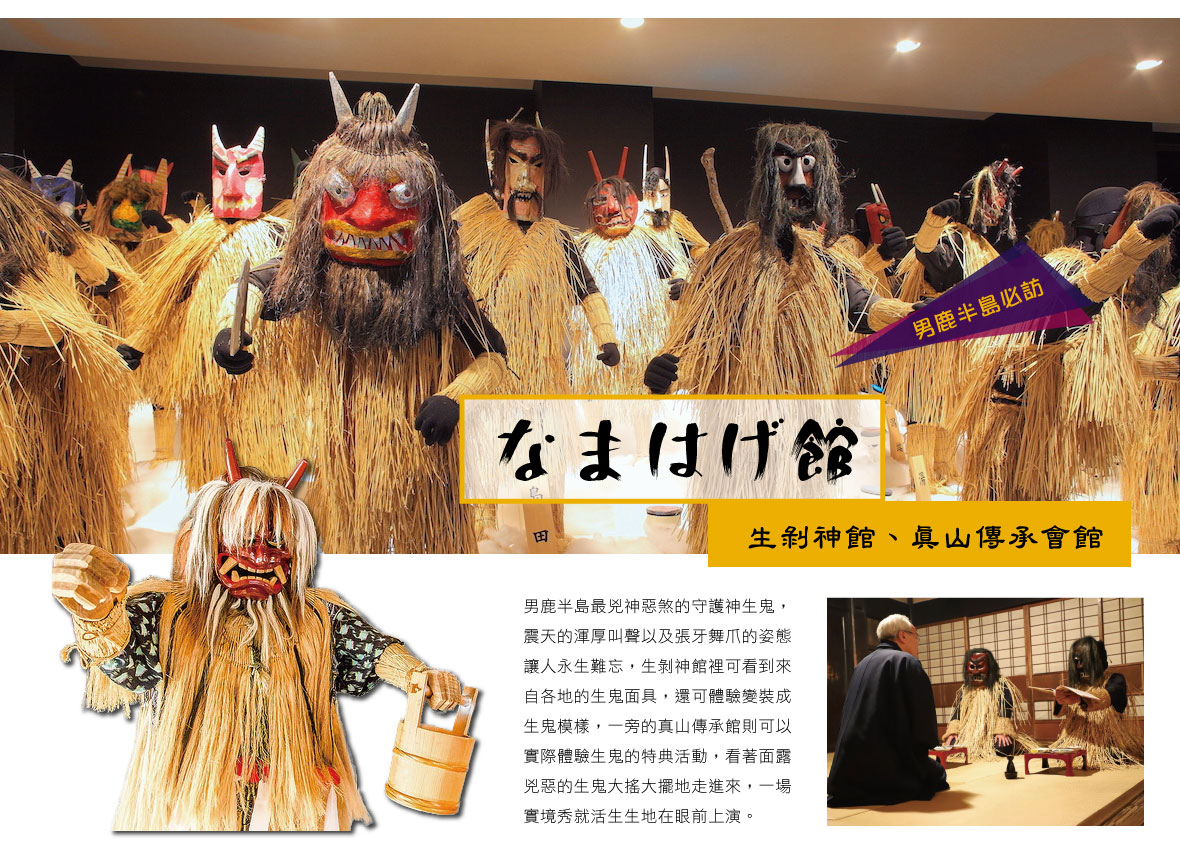 男鹿半島必訪
なまはげ館
島田
生剝神館、真山傳承會館
男鹿半島最兇神惡煞的守護神生鬼，
震天的渾厚叫聲以及張牙舞爪的姿態
讓人永生難忘，生剝神館裡可看到來
自各地的生鬼面具，還可體驗變裝成
生鬼模樣，一旁的真山傳承館則可以
實際體驗生鬼的特典活動，看著面露
兇惡的生鬼大搖大擺地走進來，一場
實境秀就活生生地在眼前上演。